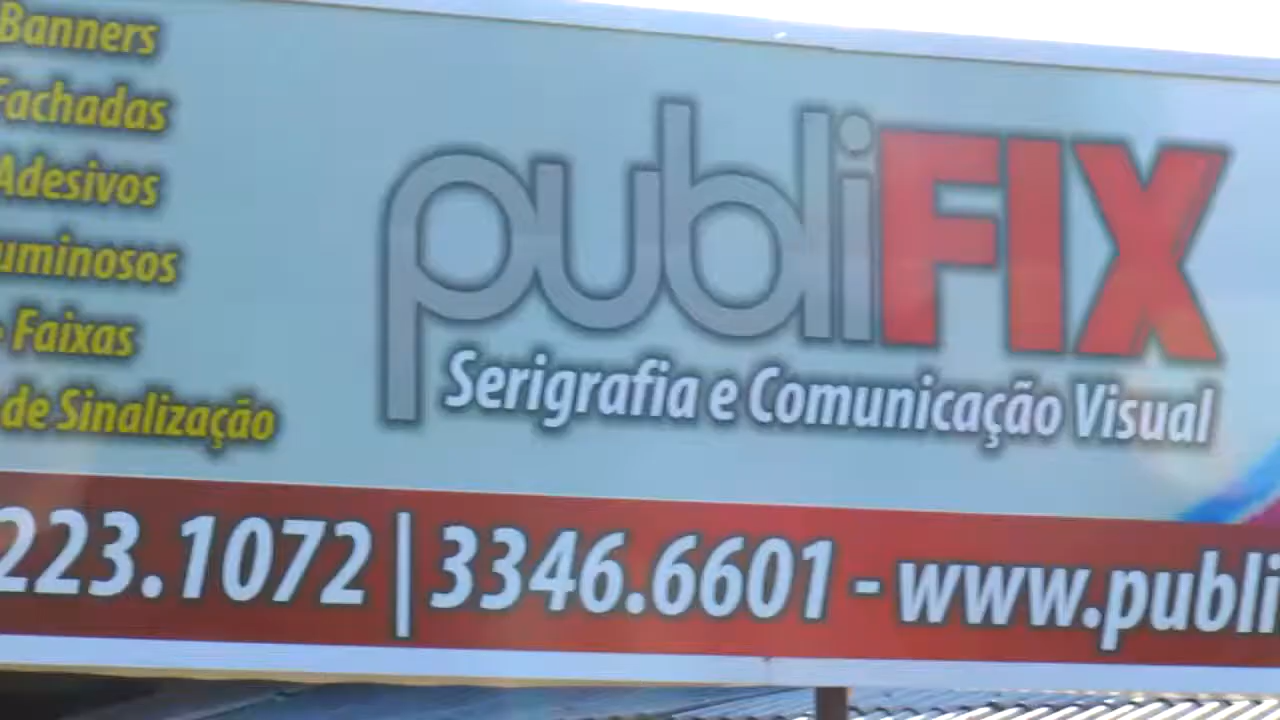 Banners
Fachadas
Adesivos
uminosos
Faixas
de Sinalização
publiFIX
Serigrafia e Comunicação Visual
223.1072 | 3346.6601 - www.publi